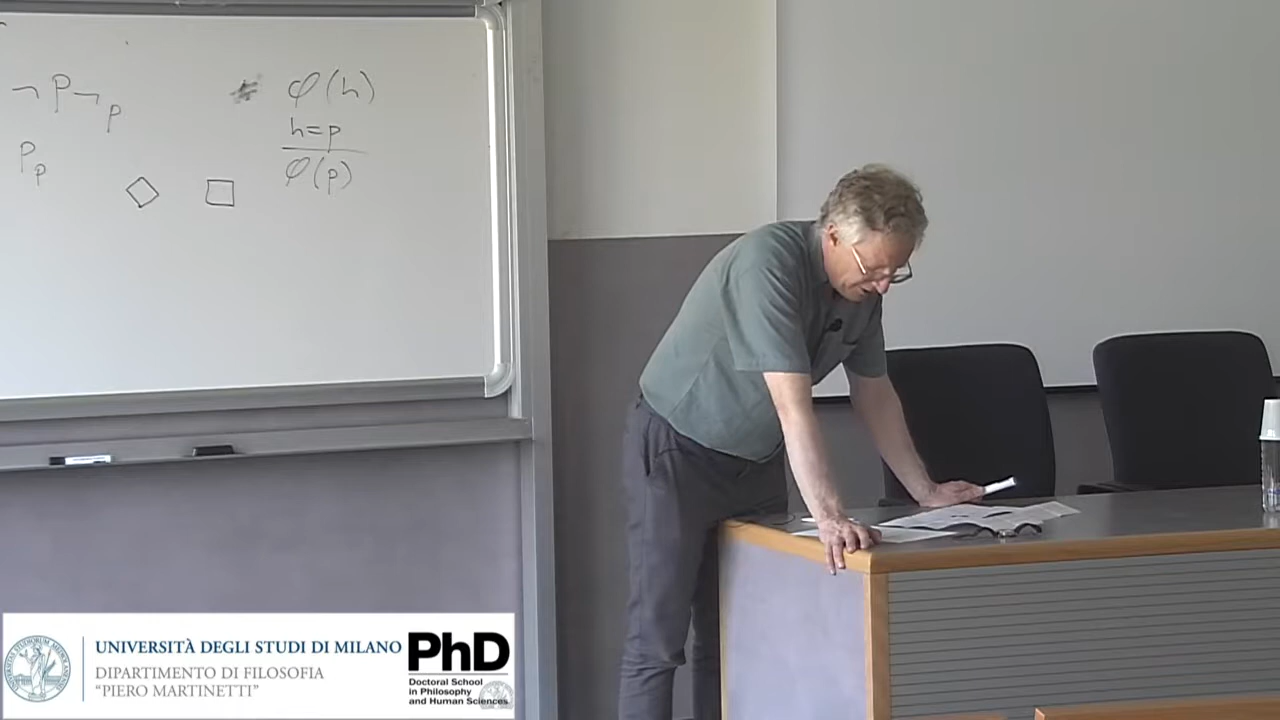 ¬P¬p
Pp
◇ □
φ(h)
h=p
φ(p)
UNIVERSITÀ DEGLI STUDI DI MILANO
DIPARTIMENTO DI FILOSOFIA
"PIERO MARTINETTI"
PhD
Doctoral School
in Philosophy
and Human Sciences